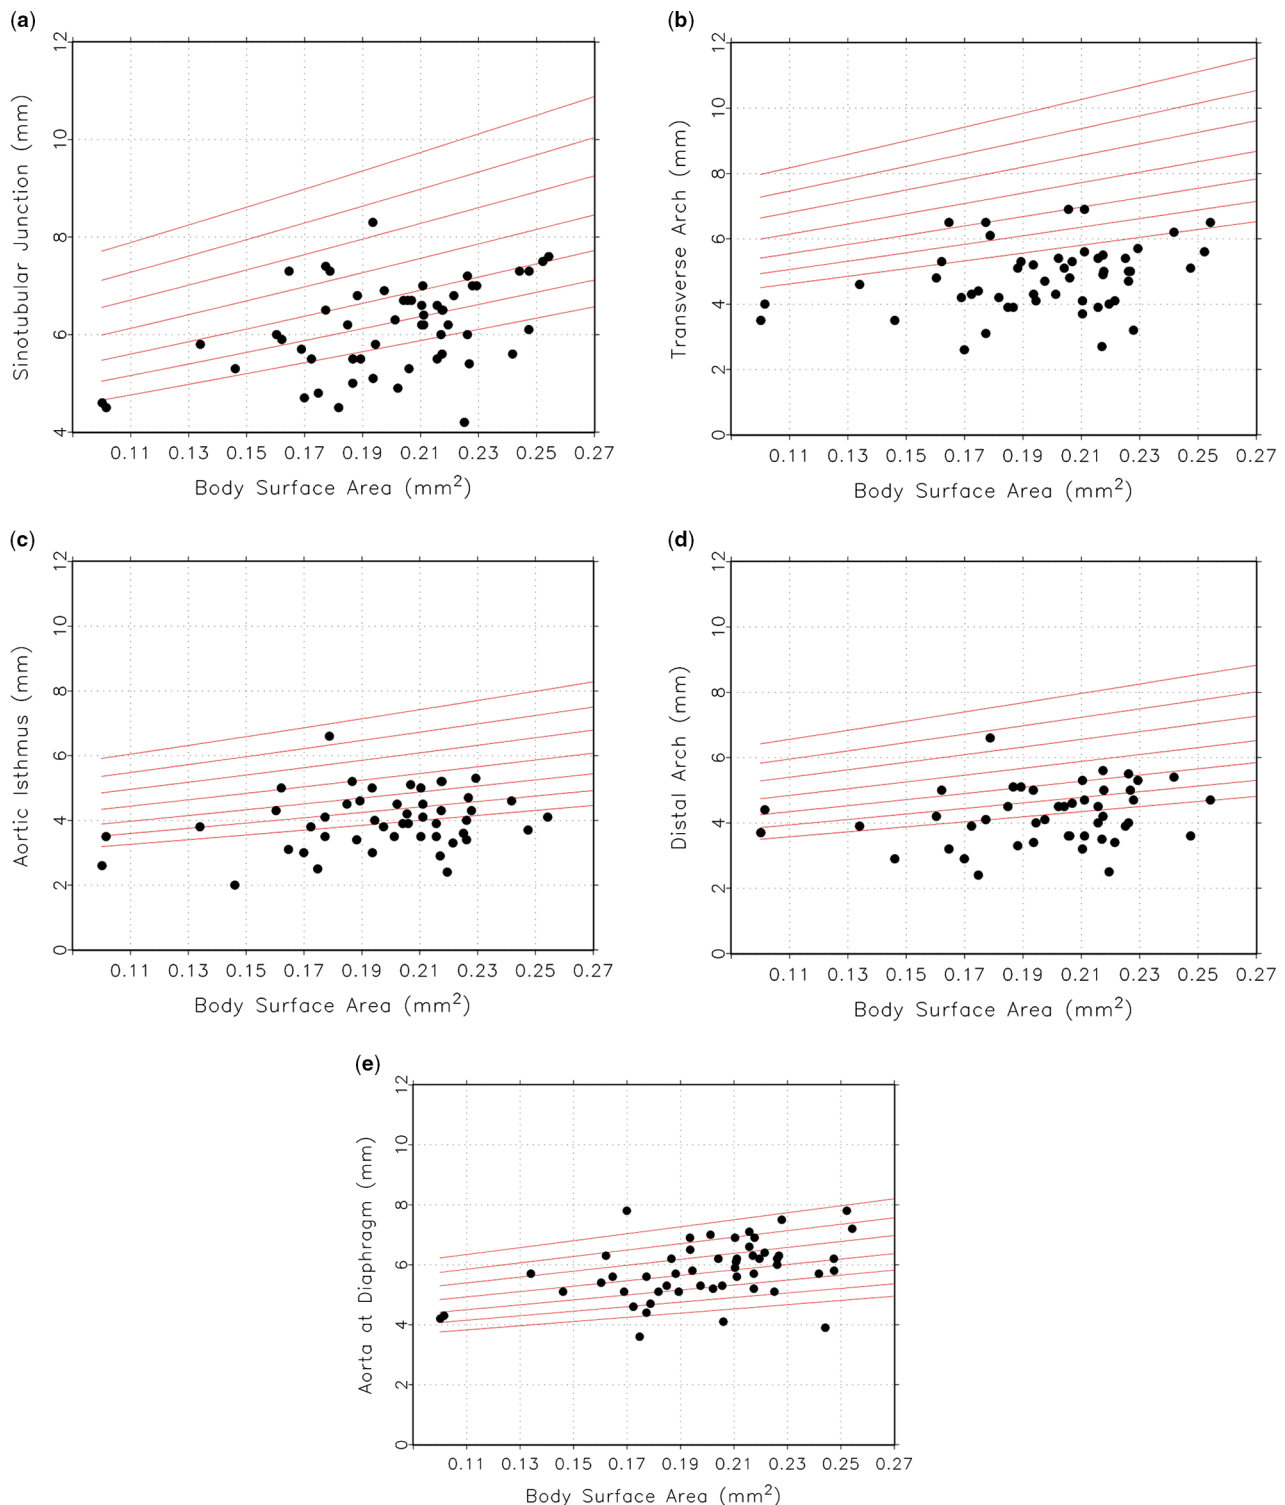 (a)
12
10
8
6
4
Sinotubular Junction (mm)
0.11 0.13 0.15 0.17 0.19 0.21 0.23 0.25 0.27
Body Surface Area (mm²)
(b)
12
10
8
6
4
2
0
Transverse Arch (mm)
0.11 0.13 0.15 0.17 0.19 0.21 0.23 0.25 0.27
Body Surface Area (mm²)
(c)
12
10
8
6
4
2
0
Aortic Isthmus (mm)
0.11 0.13 0.15 0.17 0.19 0.21 0.23 0.25 0.27
Body Surface Area (mm²)
(d)
12
10
8
6
4
2
0
Distal Arch (mm)
0.11 0.13 0.15 0.17 0.19 0.21 0.23 0.25 0.27
Body Surface Area (mm²)
(e)
12
10
8
6
4
2
0
Aorta at Diaphragm (mm)
0.11 0.13 0.15 0.17 0.19 0.21 0.23 0.25 0.27
Body Surface Area (mm²)